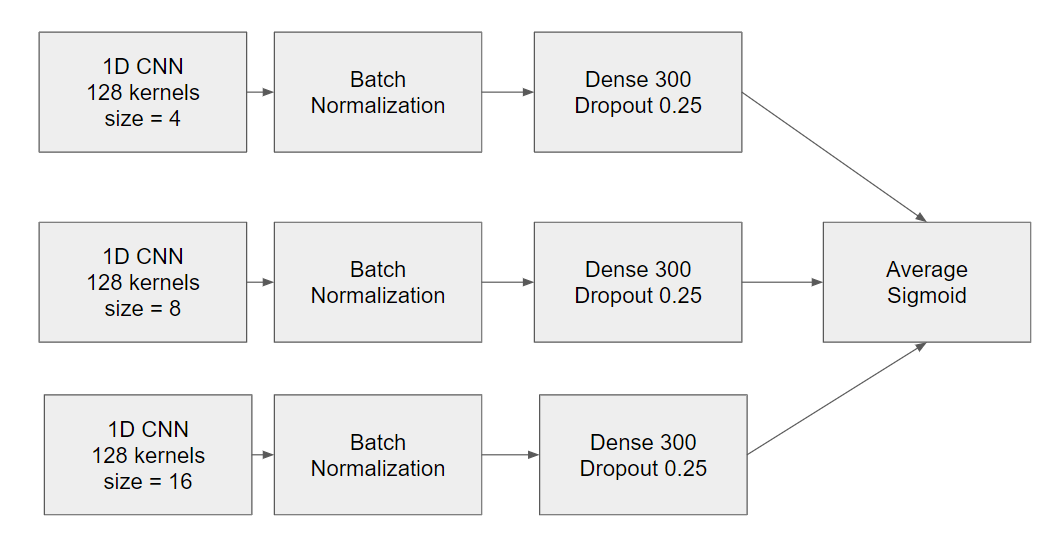 1D CNN
128 kernels
size = 4
Batch
Normalization
Dense 300
Dropout 0.25
1D CNN
128 kernels
size = 8
Batch
Normalization
Dense 300
Dropout 0.25
Average
Sigmoid
1D CNN
128 kernels
size = 16
Batch
Normalization
Dense 300
Dropout 0.25